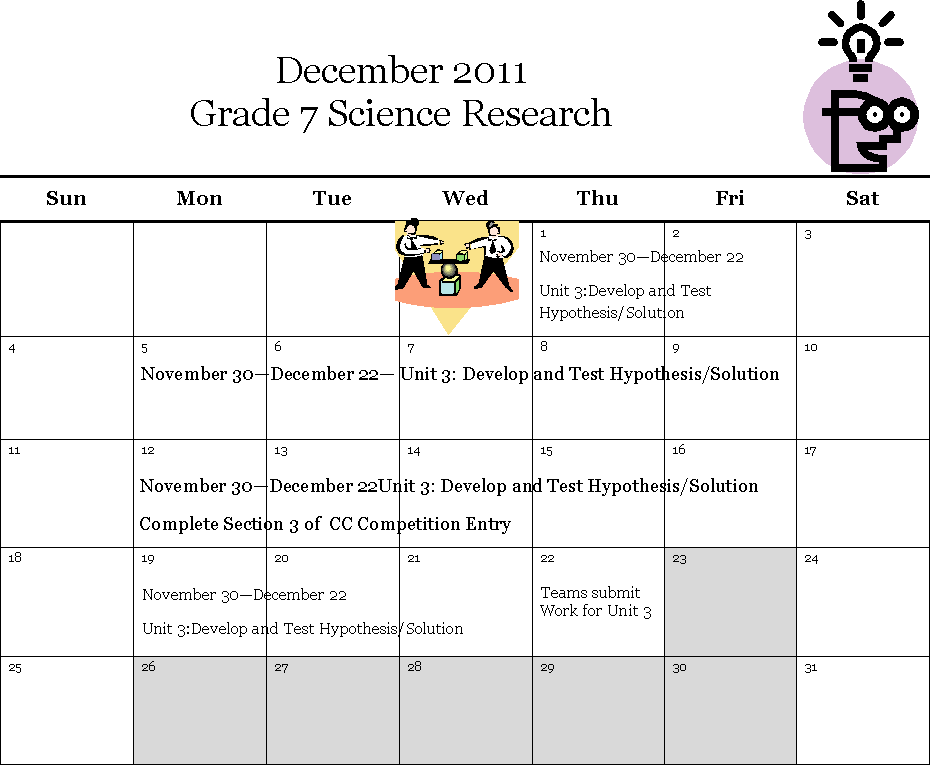 December 2011
Grade 7 Science Research
Sun Mon Tue Wed Thu Fri Sat
1 2 3
November 30—December 22
Unit 3:Develop and Test
Hypothesis/Solution
4 5 6 7 8 9 10
November 30—December 22— Unit 3: Develop and Test Hypothesis/Solution
11 12 13 14 15 16 17
November 30—December 22Unit 3: Develop and Test Hypothesis/Solution
Complete Section 3 of CC Competition Entry
18 19 20 21 22 23 24
November 30—December 22
Unit 3:Develop and Test Hypothesis/Solution
Teams submit
Work for Unit 3
25 26 27 28 29 30 31